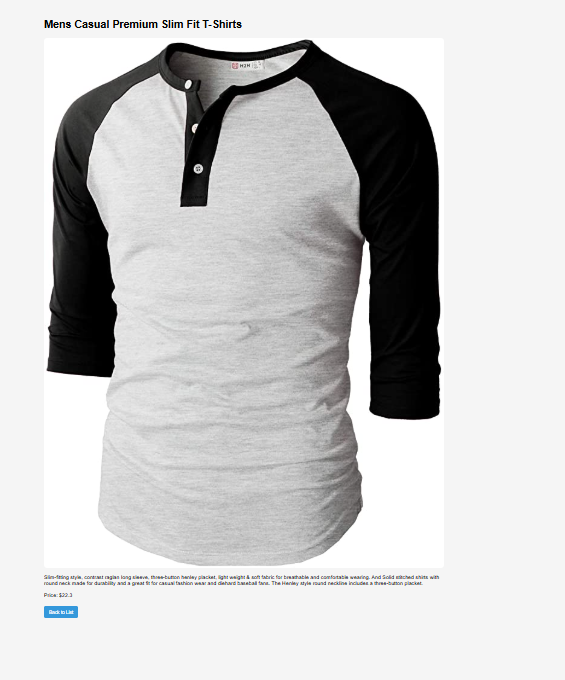 Mens Casual Premium Slim Fit T-Shirts
H2H
Slim-fitting style, contrast raglan long sleeve, three-button henley placket, light weight & soft fabric for breathable and comfortable wearing. And Solid stitched shirts with
round neck made for durability and a great fit for casual fashion wear and diehard baseball fans. The Henley style round neckline includes a three-button placket.
Price: $22.3
Back to List